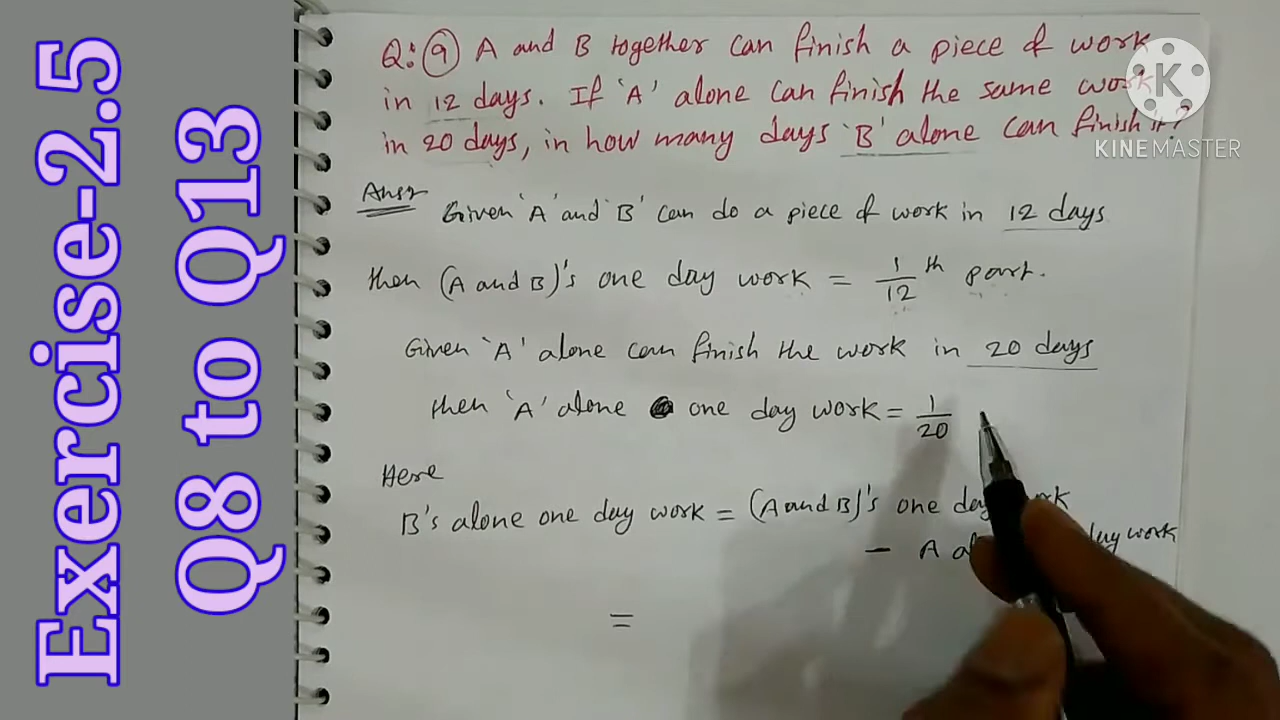 Exercise-2.5
Q8 to Q13
Q: 9 A and B together can finish a piece of work
in 12 days. If 'A' alone can finish the same work
in 20 days, in how many days 'B' alone can finish it?
K
KINEMASTER
Ansr
Given 'A' and 'B' can do a piece of work in 12 days
then (A and B)'s one day work = 1/12 th part.
Given 'A' alone can finish the work in 20 days
then 'A' alone one day work = 1/20
Here
B's alone one day work = (A and B)'s one day
- A day work
=